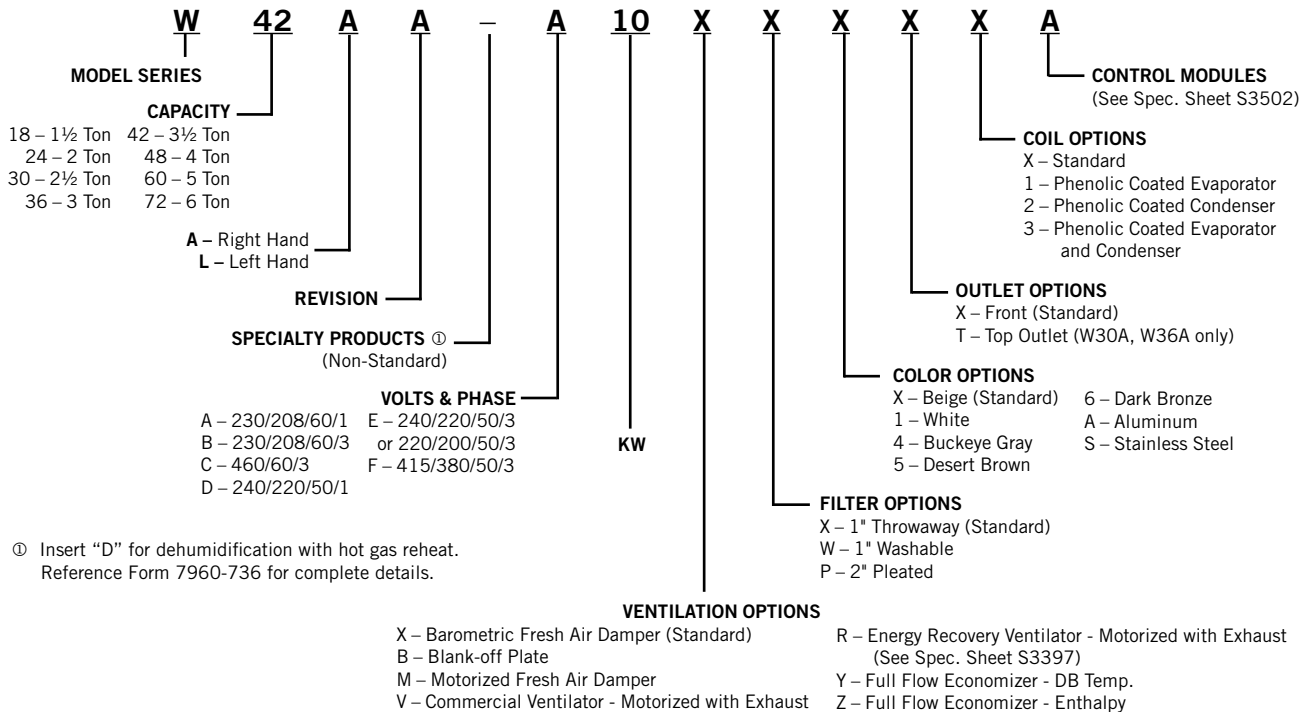 W 42 A A – A 10 X X X X X A
MODEL SERIES
CAPACITY
18 – 1½ Ton 42 – 3½ Ton
24 – 2 Ton 48 – 4 Ton
30 – 2½ Ton 60 – 5 Ton
36 – 3 Ton 72 – 6 Ton
A – Right Hand
L – Left Hand
REVISION
SPECIALTY PRODUCTS ①
(Non-Standard)
VOLTS & PHASE
A – 230/208/60/1 E – 240/220/50/3
B – 230/208/60/3 or 220/200/50/3
C – 460/60/3 F – 415/380/50/3
D – 240/220/50/1
KW
① Insert “D” for dehumidification with hot gas reheat.
Reference Form 7960-736 for complete details.
VENTILATION OPTIONS
X – Barometric Fresh Air Damper (Standard)
B – Blank-off Plate
M – Motorized Fresh Air Damper
V – Commercial Ventilator - Motorized with Exhaust
R – Energy Recovery Ventilator - Motorized with Exhaust
(See Spec. Sheet S3397)
Y – Full Flow Economizer - DB Temp.
Z – Full Flow Economizer - Enthalpy
FILTER OPTIONS
X – 1" Throwaway (Standard)
W – 1" Washable
P – 2" Pleated
COLOR OPTIONS
X – Beige (Standard) 6 – Dark Bronze
1 – White A – Aluminum
4 – Buckeye Gray S – Stainless Steel
5 – Desert Brown
OUTLET OPTIONS
X – Front (Standard)
T – Top Outlet (W30A, W36A only)
COIL OPTIONS
X – Standard
1 – Phenolic Coated Evaporator
2 – Phenolic Coated Condenser
3 – Phenolic Coated Evaporator
and Condenser
CONTROL MODULES
(See Spec. Sheet S3502)